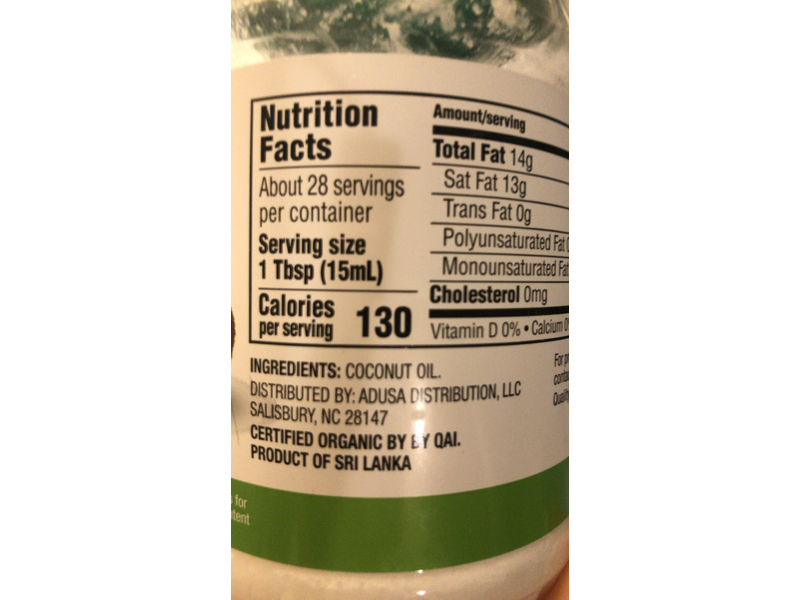 Nutrition
Facts
About 28 servings
per container
Serving size
1 Tbsp (15mL)
Calories
per serving 130
Amount/serving
Total Fat 14g
Sat Fat 13g
Trans Fat 0g
Polyunsaturated Fat
Monounsaturated Fat
Cholesterol 0mg
Vitamin D 0% • Calcium
INGREDIENTS: COCONUT OIL.
DISTRIBUTED BY: ADUSA DISTRIBUTION, LLC
SALISBURY, NC 28147
CERTIFIED ORGANIC BY BY QAI.
PRODUCT OF SRI LANKA
For
for